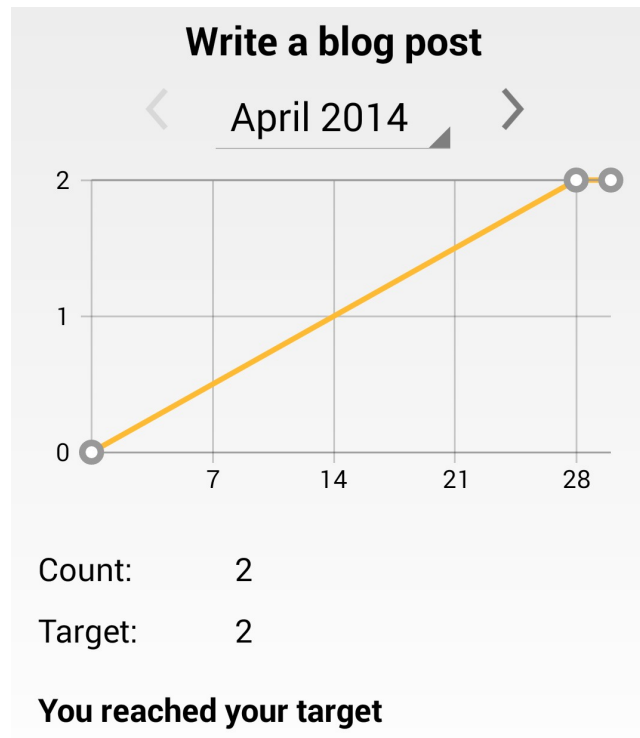 Write a blog post
April 2014
2
1
0
7 14 21 28
Count: 2
Target: 2
You reached your target